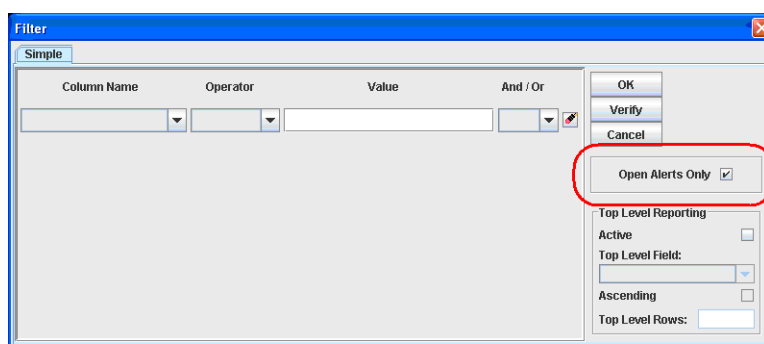 Filter
Simple
Column Name Operator Value And / Or
OK
Verify
Cancel
Open Alerts Only
Top Level Reporting
Active
Top Level Field:
Ascending
Top Level Rows: